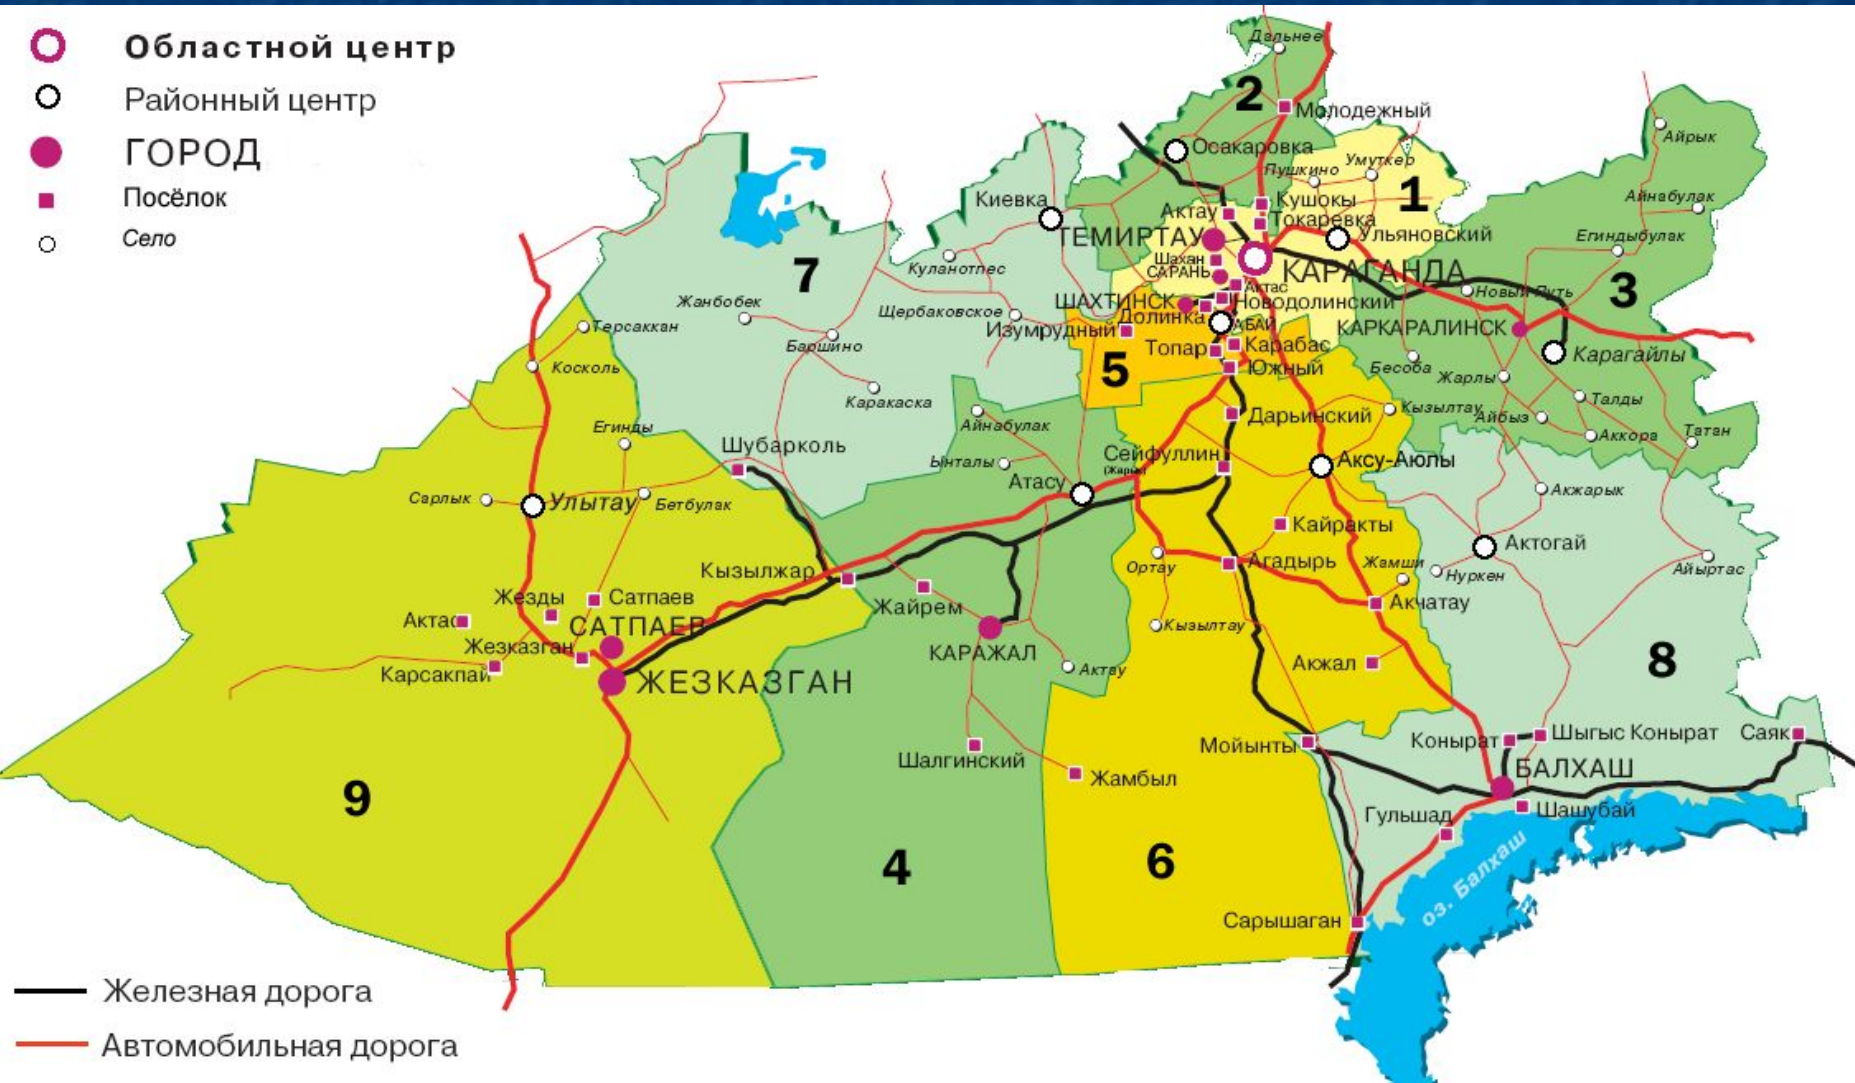 Областной центр
Районный центр
ГОРОД
Посёлок
Село
Дальнее
2
Молодежный
Осакаровка
Пушкино
Умуткер
1
Айрык
Айнабулак
Егиндыбулак
Киевка
Актау
Кушокы
Токаревка
Ульяновский
ТЕМИРТАУ
Шахан
САРАНЬ
КАРАГАНДА
Актас
Новый Путь
3
7
Куланотпес
Жанбобек
Щербаковское
ШАХТИНСК
Новодолинский
Долинка
АБАЙ
Изумрудный
КАРКАРАЛИНСК
Карагайлы
Терсаккан
Косколь
Баршино
Каракаска
5
Топар
Карабас
Южный
Бесоба
Жарлы
Талды
Айнабулак
Дарьинский
Кызылтау
Айбыз
Аккора
Татан
Егинды
Шубарколь
Ынталы
Сейфуллин
(Жарык)
Аксу-Аюлы
Атасу
Сарлык
Улытау
Бетбулак
Акжарык
Кайракты
Актогай
Кызылжар
Ортау
Агадырь
Жамши
Нуркен
Айыртас
Жезды
Сатпаев
Жайрем
Акчатау
Актас
САТПАЕВ
Кызылтау
Жезказган
КАРАЖАЛ
Актау
Акжал
8
Карсакпай
ЖЕЗКАЗГАН
Шалгинский
Жамбыл
Мойынты
Конырат
Шыгыс Конырат
Саяк
БАЛХАШ
9
Гульшад
Шашубай
4
6
оз. Балхаш
Сарышаган
Железная дорога
Автомобильная дорога